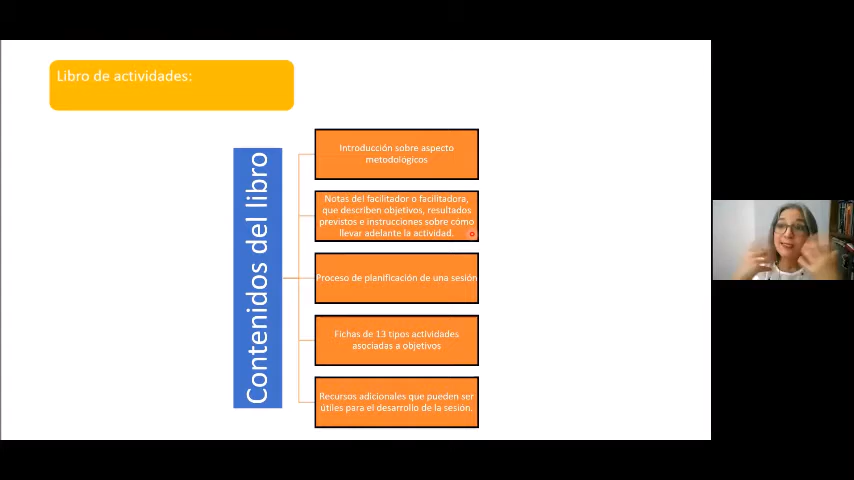 Libro de actividades:
Contenidos del libro
Introducción sobre aspecto
metodológicos
Notas del facilitador o facilitadora,
que describen objetivos, resultados
previstos e instrucciones sobre cómo
llevar adelante la actividad.
Proceso de planificación de una sesión
Fichas de 13 tipos actividades
asociadas a objetivos
Recursos adicionales que pueden ser
útiles para el desarrollo de la sesión.